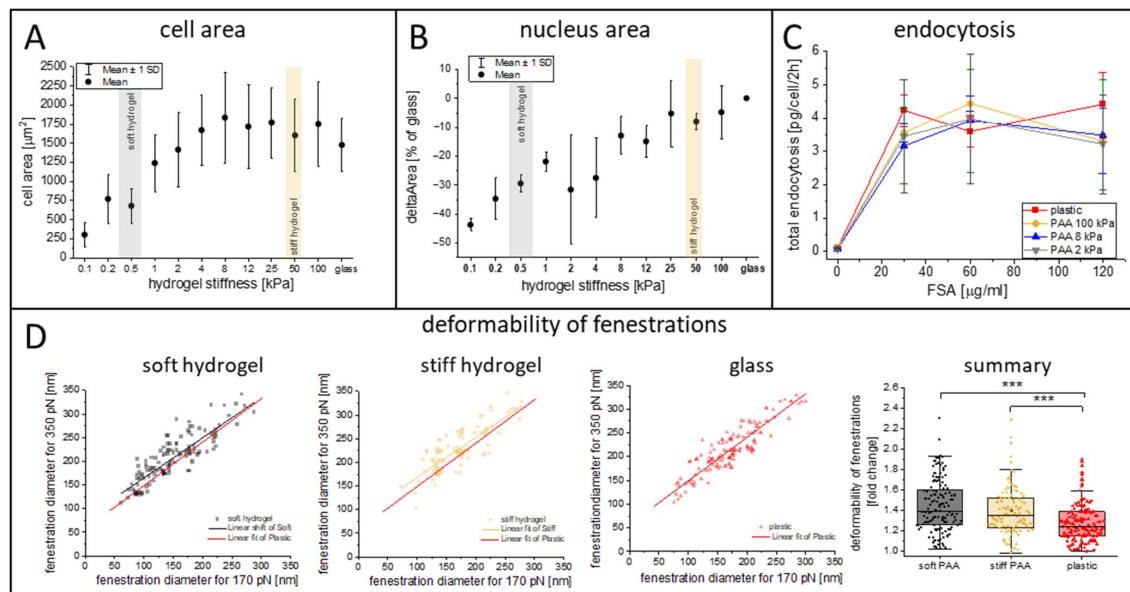 A
cell area
Mean ± 1 SD
Mean
soft hydrogel
stiff hydrogel
cell area [µm²]
2500
2250
2000
1750
1500
1250
1000
750
500
250
0
0.1 0.2 0.5 1 2 4 8 12 25 50 100 glass
hydrogel stiffness [kPa]
B
nucleus area
Mean ± 1 SD
Mean
soft hydrogel
stiff hydrogel
deltaArea [% of glass]
10
0
-10
-20
-30
-40
-50
0.1 0.2 0.5 1 2 4 8 12 25 50 100 glass
hydrogel stiffness [kPa]
C
endocytosis
total endocytosis [pg/cell/2h]
6
5
4
3
2
1
0
plastic
PAA 100 kPa
PAA 8 kPa
PAA 2 kPa
0 20 40 60 80 100 120
FSA [µg/ml]
D
deformability of fenestrations
soft hydrogel
fenestration diameter for 350 pN [nm]
350
300
250
200
150
100
50
0
soft hydrogel
Linear shift of Soft
Linear fit of Plastic
0 50 100 150 200 250 300 350
fenestration diameter for 170 pN [nm]
stiff hydrogel
fenestration diameter for 350 pN [nm]
350
300
250
200
150
100
50
0
stiff hydrogel
Linear fit of Stiff
Linear fit of Plastic
0 50 100 150 200 250 300 350
fenestration diameter for 170 pN [nm]
glass
fenestrationdiameter for 350 pN [nm]
350
300
250
200
150
100
50
0
plastic
Linear fit of Plastic
0 50 100 150 200 250 300 350
fenestration diameter for 170 pN [nm]
summary
deformability of fenestrations
[fold change]
2.6
2.4
2.2
2.0
1.8
1.6
1.4
1.2
1.0
***
***
soft PAA stiff PAA plastic